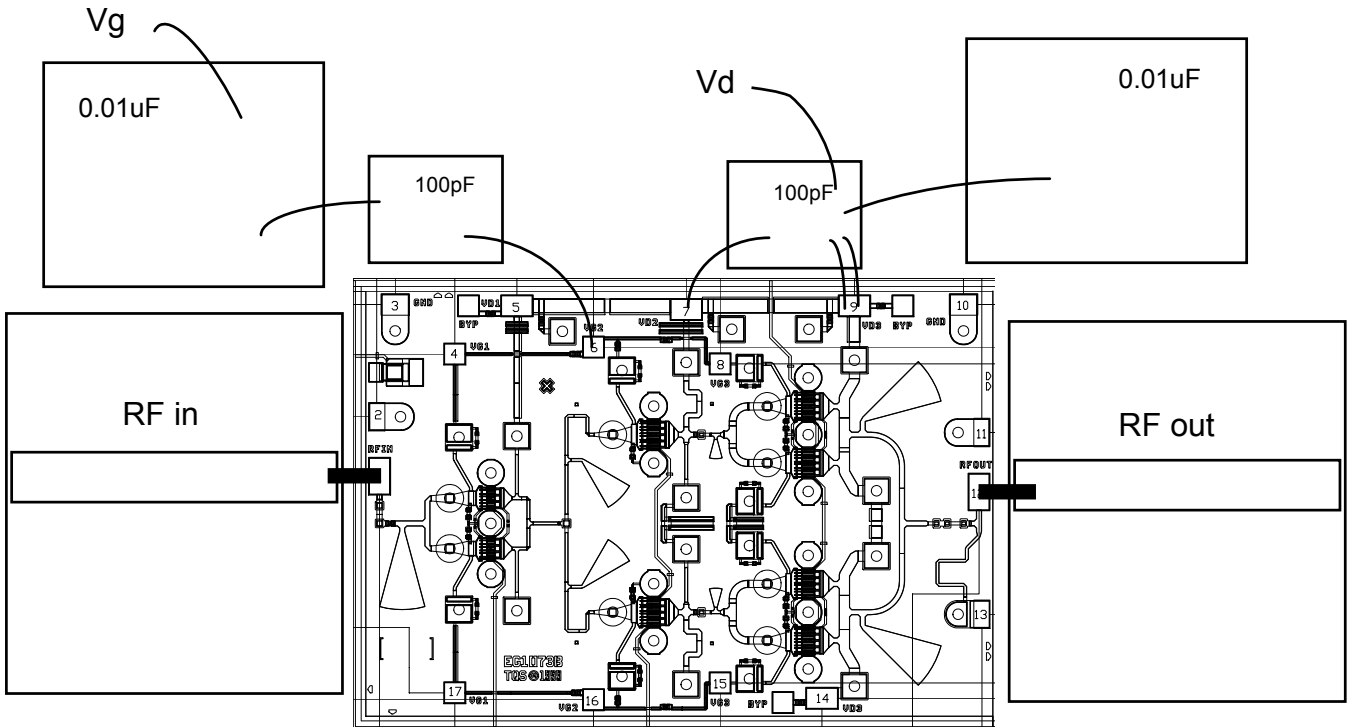 Vg
0.01uF
Vd
0.01uF
100pF
100pF
3
GND
VD1
5
BYP
VG2
VD2
7
9
VD3
BYP
GND
10
4
VG1
6
8
VG3
RF in
2
RFIN
RF out
11
RFOUT
13
EG1073B
17
VG1
VG2
16
15
VG3
BYP
14
VD3